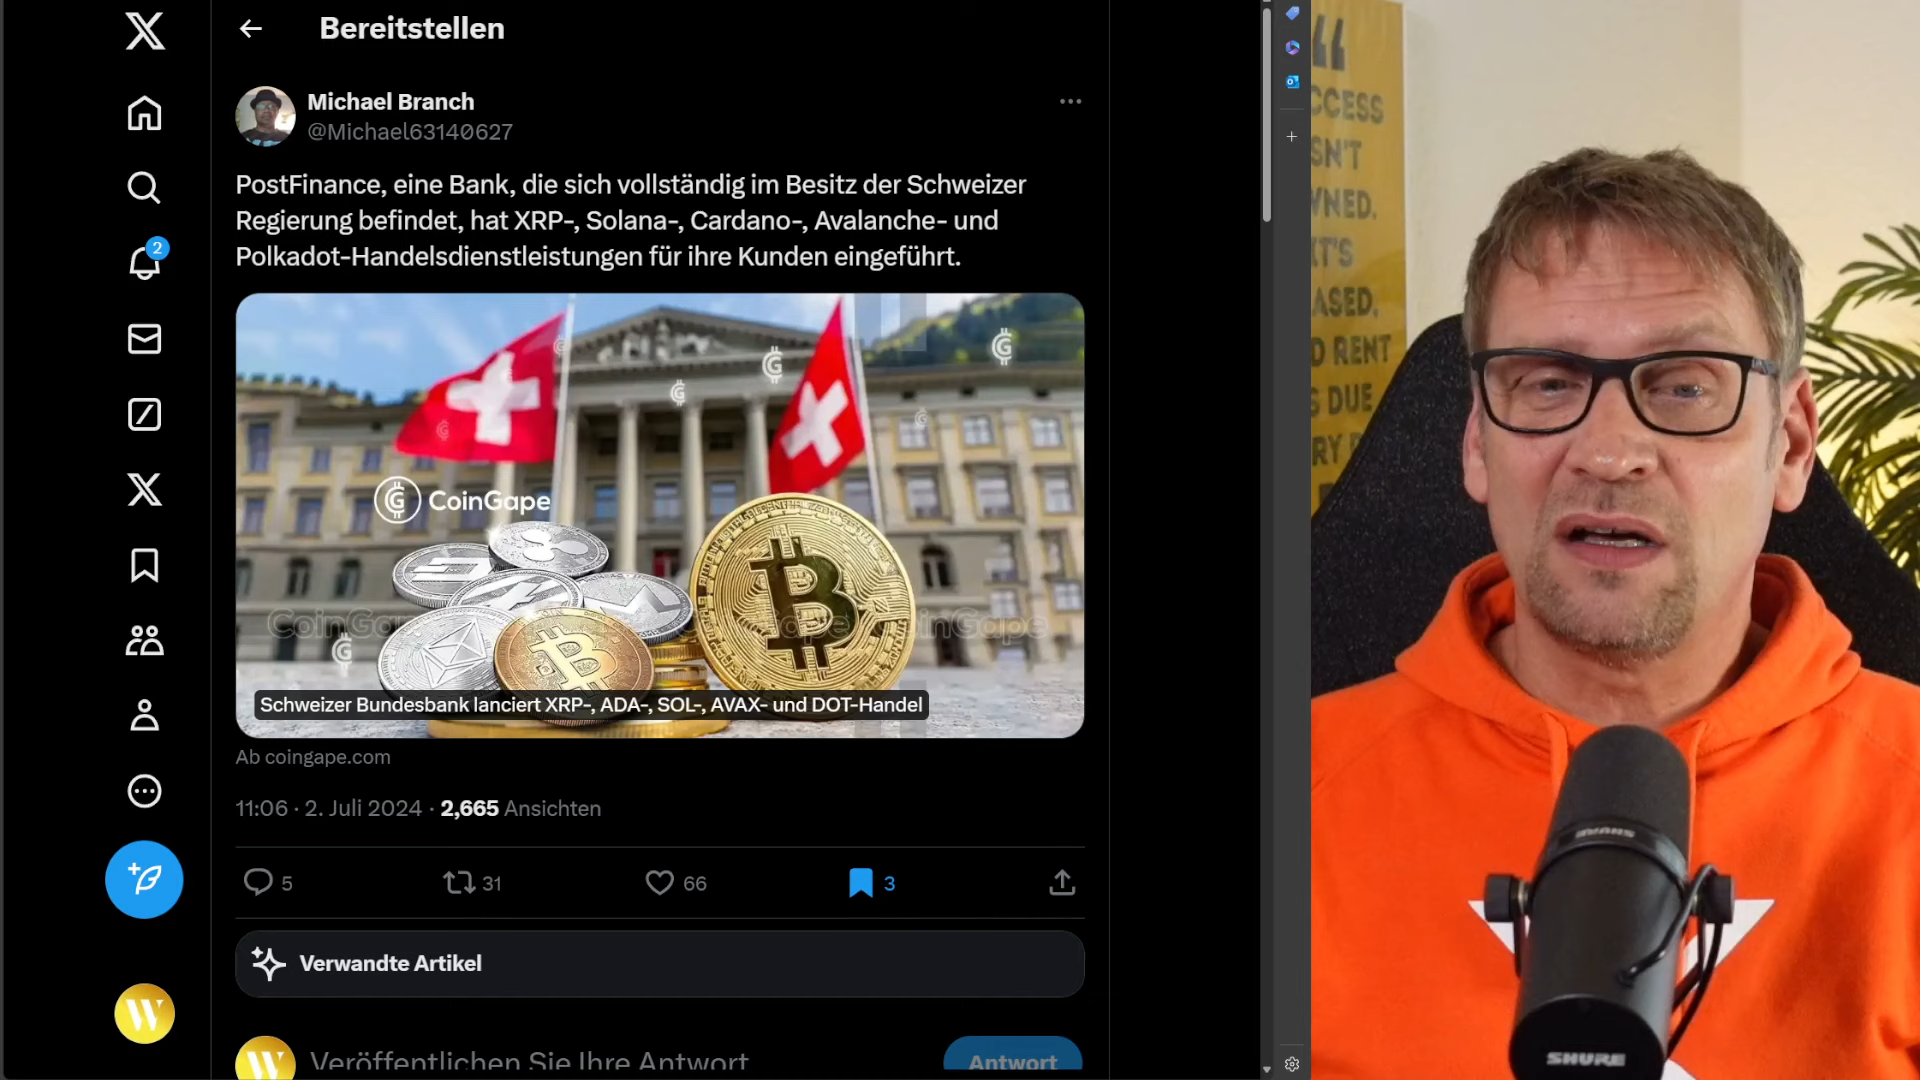 Bereitstellen
Michael Branch
@Michael63140627
2
PostFinance, eine Bank, die sich vollständig im Besitz der Schweizer
Regierung befindet, hat XRP-, Solana-, Cardano-, Avalanche- und
Polkadot-Handelsdienstleistungen für ihre Kunden eingeführt.
CoinGape
Schweizer Bundesbank lanciert XRP-, ADA-, SOL-, AVAX- und DOT-Handel
Ab coingape.com
11:06 · 2. Juli 2024 · 2,665 Ansichten
5
31
66
3
Verwandte Artikel
Veröffentlichen Sie Ihre Antwort
Antwort
CCESS
SN'T
WNED.
IT'S
ASED.
D RENT
S DUE
RY
SHURE